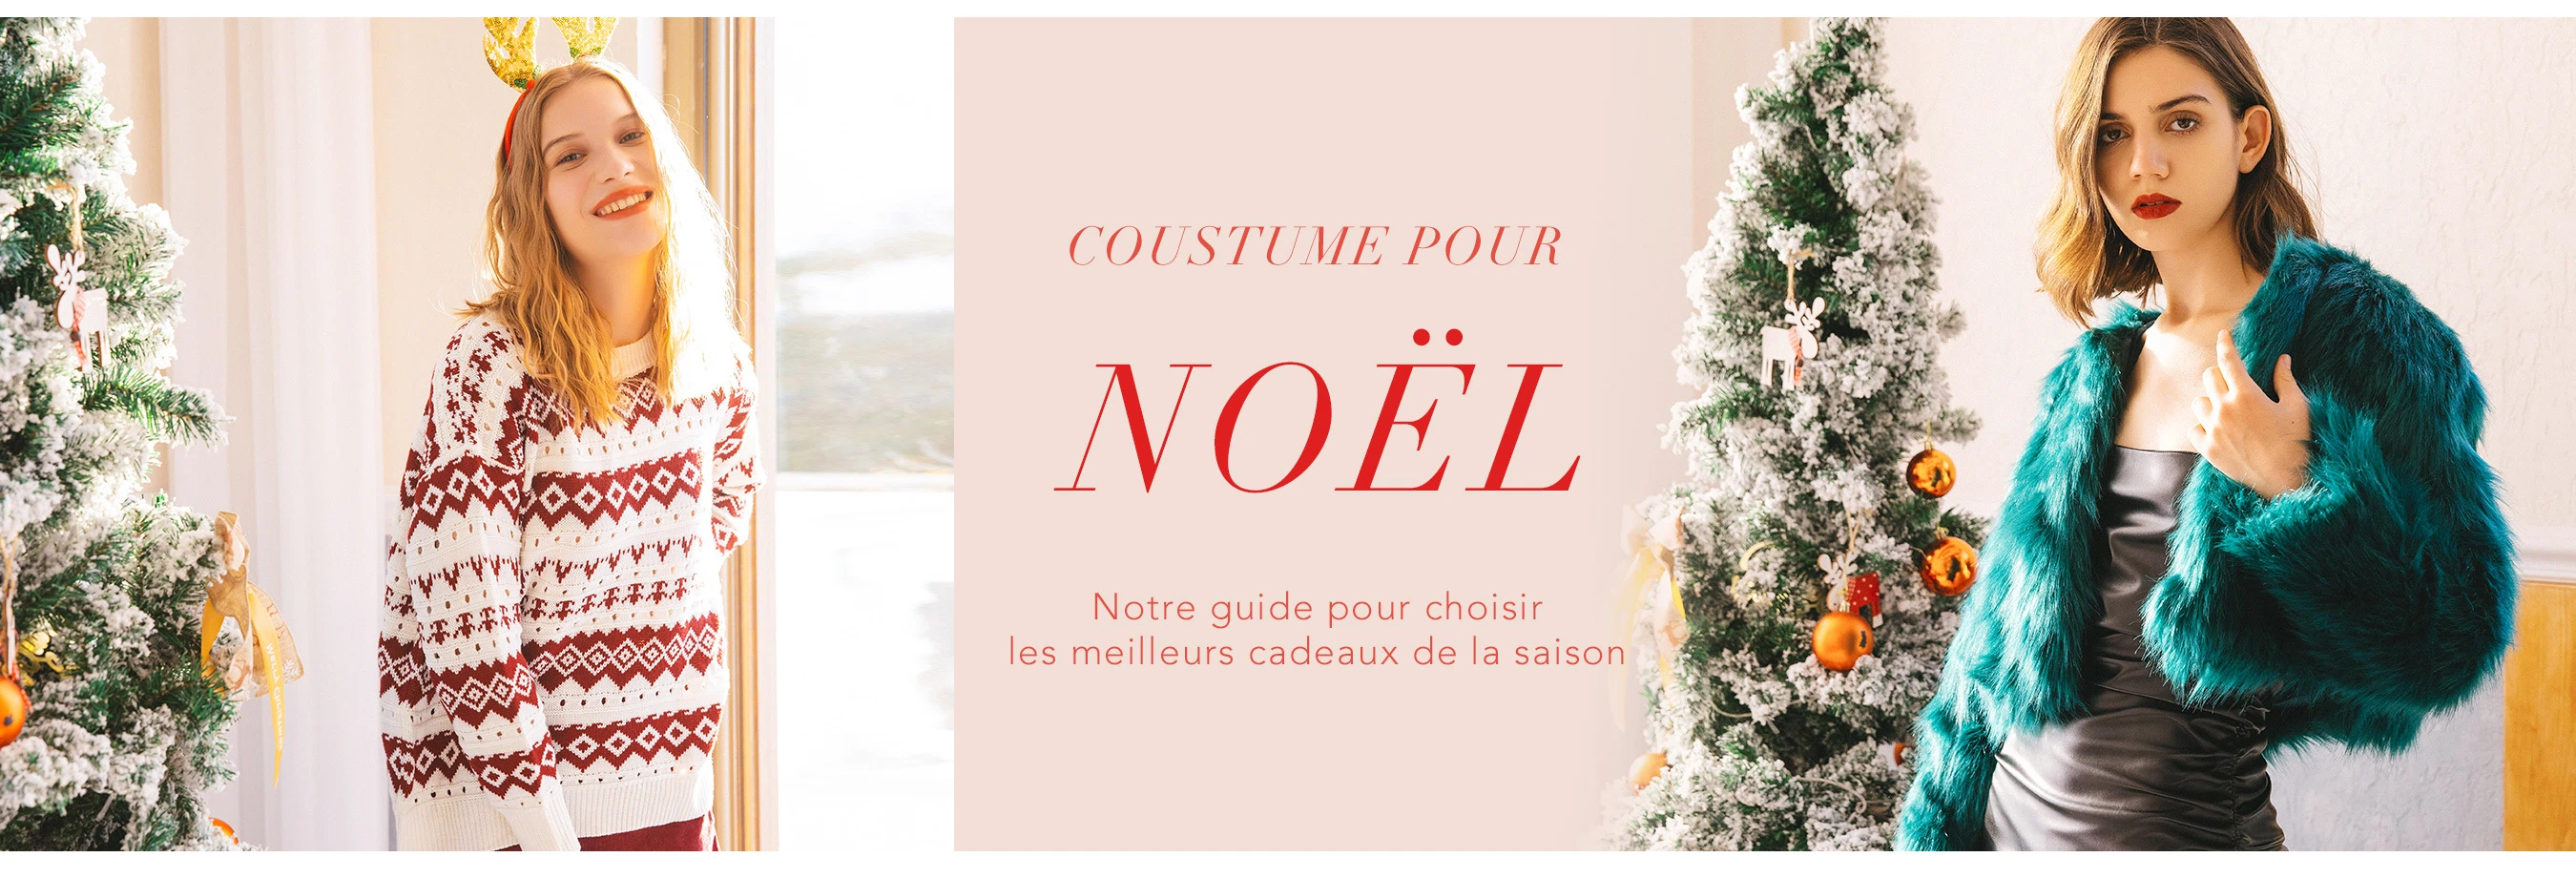 COUSTUME POUR
NOËL
Notre guide pour choisir
les meilleurs cadeaux de la saison